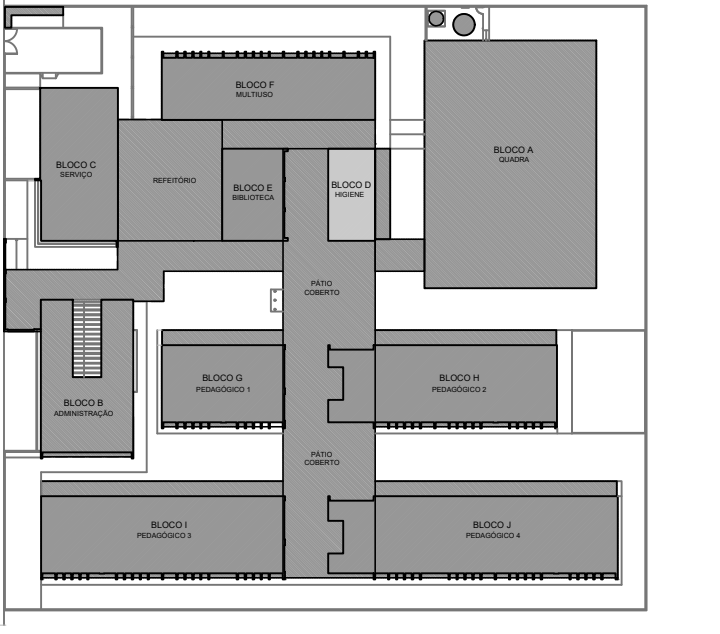 BLOCO F
MULTIUSO
BLOCO A
QUADRA
BLOCO C
SERVIÇO
REFEITÓRIO
BLOCO E
BIBLIOTECA
BLOCO D
HIGIENE
PÁTIO
COBERTO
BLOCO G
PEDAGÓGICO 1
BLOCO H
PEDAGÓGICO 2
BLOCO B
ADMINISTRAÇÃO
PÁTIO
COBERTO
BLOCO I
PEDAGÓGICO 3
BLOCO J
PEDAGÓGICO 4